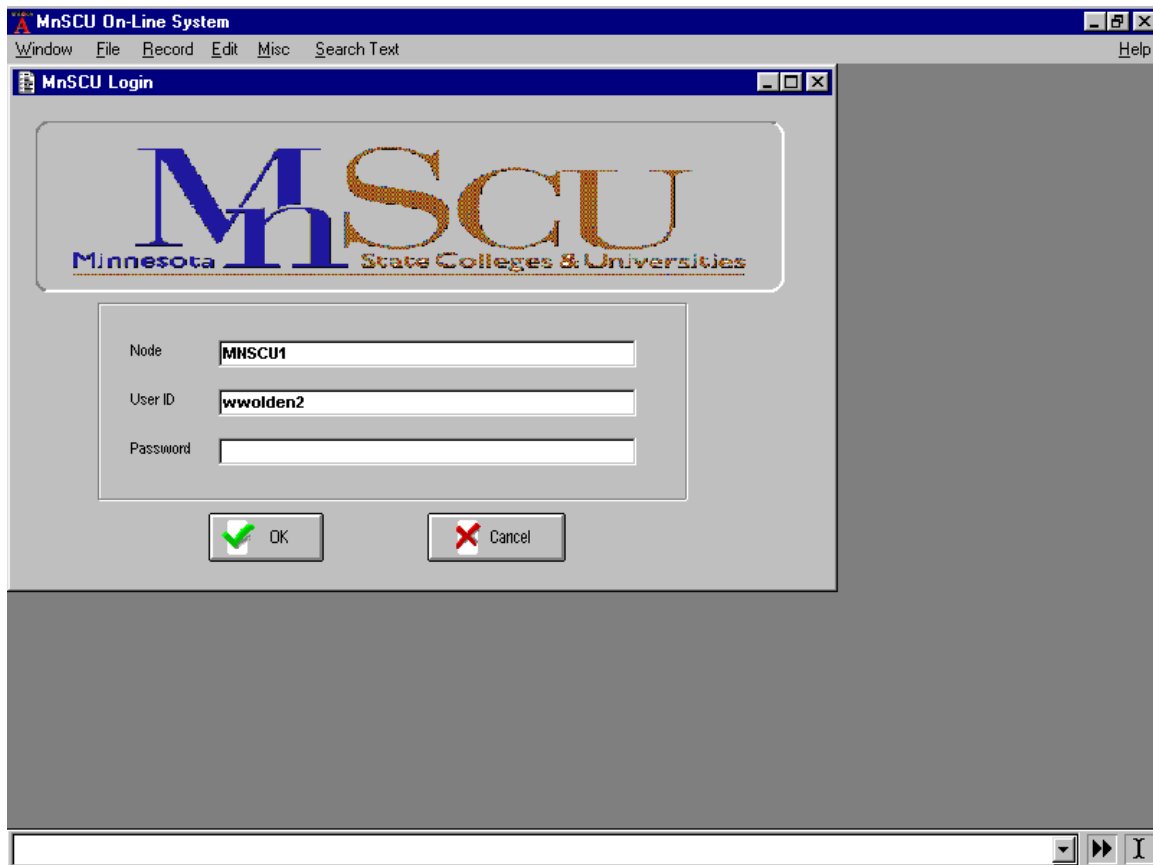 MnSCU On-Line System
Window File Record Edit Misc Search Text Help
MnSCU Login
MnSCU
Minnesota State Colleges & Universities
Node MNSCU1
User ID wwolden2
Password
OK Cancel